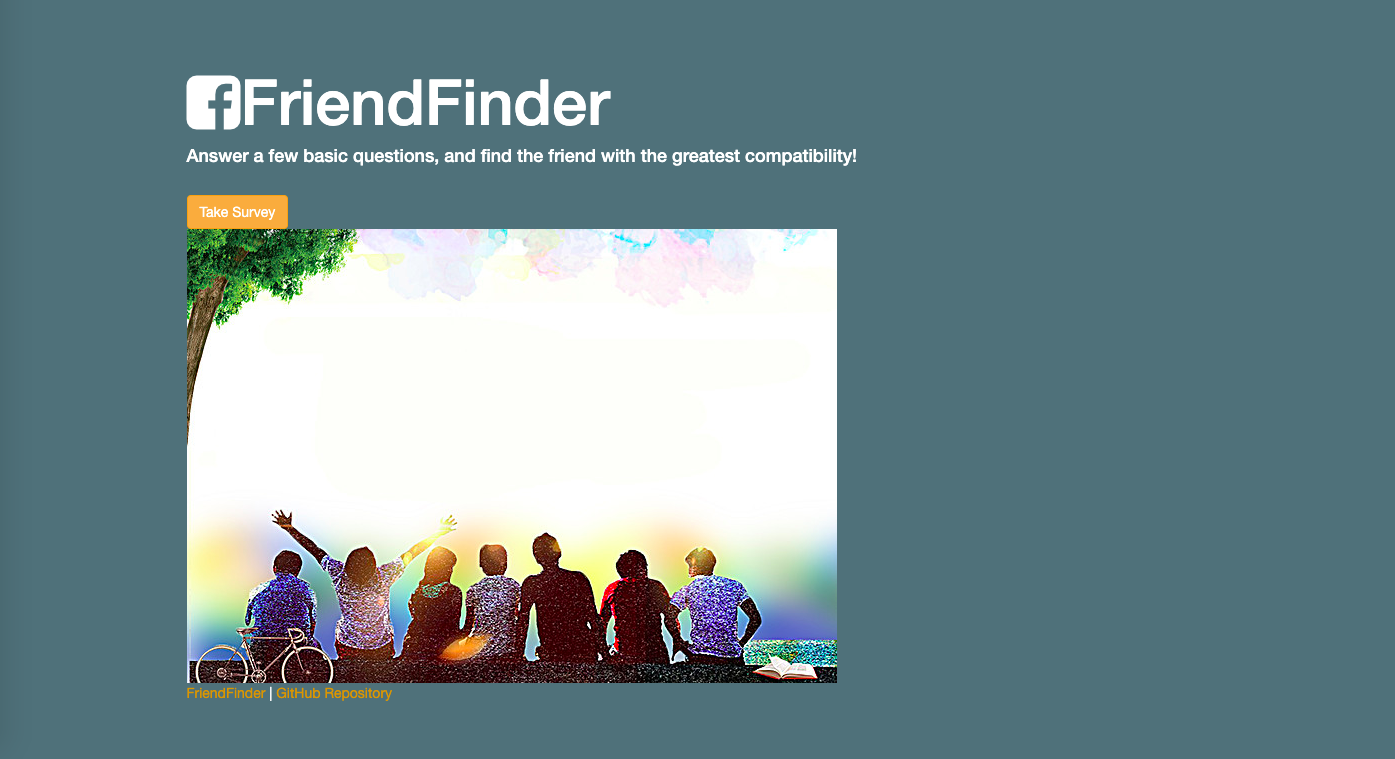 FriendFinder
Answer a few basic questions, and find the friend with the greatest compatibility!
Take Survey
FriendFinder | GitHub Repository